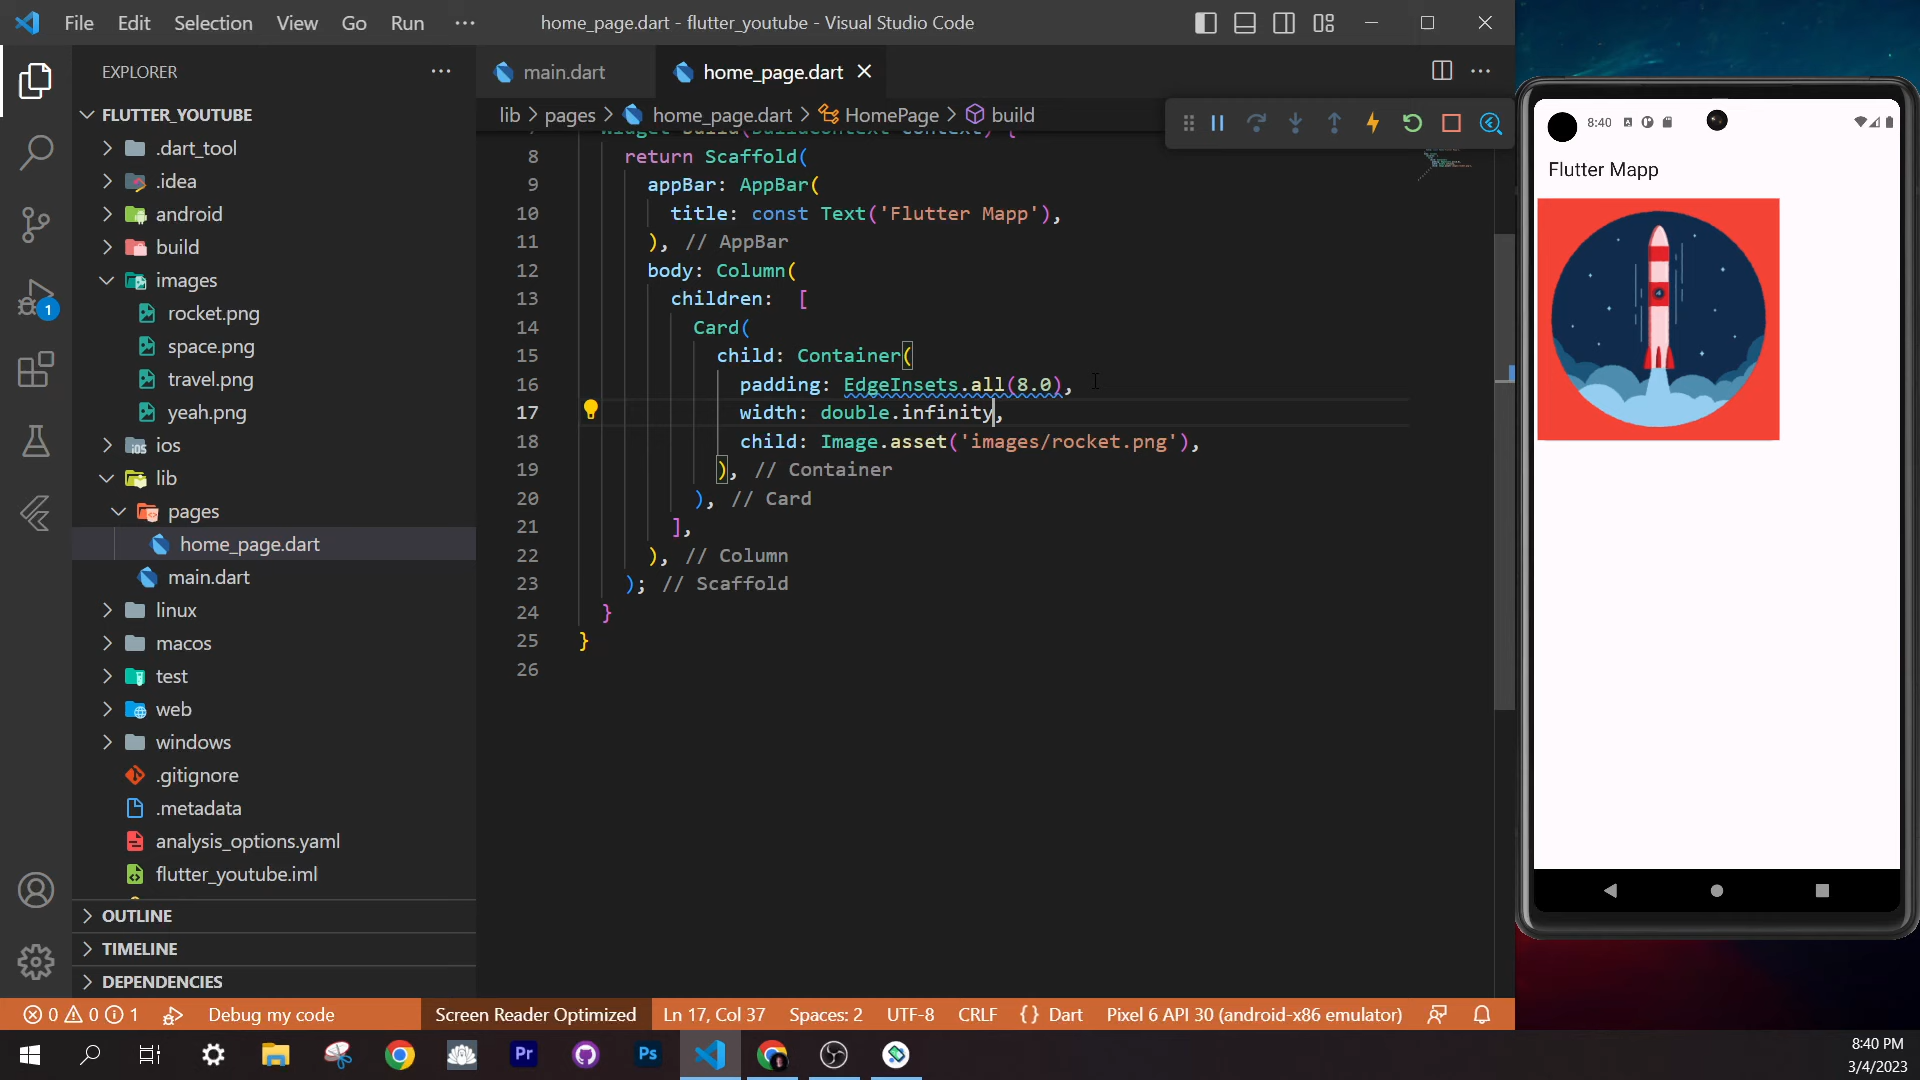 File Edit Selection View Go Run ···
home_page.dart - flutter_youtube - Visual Studio Code
EXPLORER
FLUTTER_YOUTUBE
.dart_tool
.idea
android
build
images
rocket.png
space.png
travel.png
yeah.png
ios
lib
pages
home_page.dart
main.dart
linux
macos
test
web
windows
.gitignore
.metadata
analysis_options.yaml
flutter_youtube.iml
OUTLINE
TIMELINE
DEPENDENCIES
main.dart home_page.dart
lib > pages > home_page.dart > HomePage > build
Widget build(BuildContext context) {
8 return Scaffold(
9 appBar: AppBar(
10 title: const Text('Flutter Mapp'),
11 ), // AppBar
12 body: Column(
13 children: [
14 Card(
15 child: Container(
16 padding: EdgeInsets.all(8.0),
17 width: double.infinity,
18 child: Image.asset('images/rocket.png'),
19 ), // Container
20 ), // Card
21 ],
22 ), // Column
23 ); // Scaffold
24 }
25 }
26
8:40
Flutter Mapp
1
0 0 1 Debug my code Screen Reader Optimized Ln 17, Col 37 Spaces: 2 UTF-8 CRLF {} Dart Pixel 6 API 30 (android-x86 emulator)
Pr Ps
8:40 PM
3/4/2023